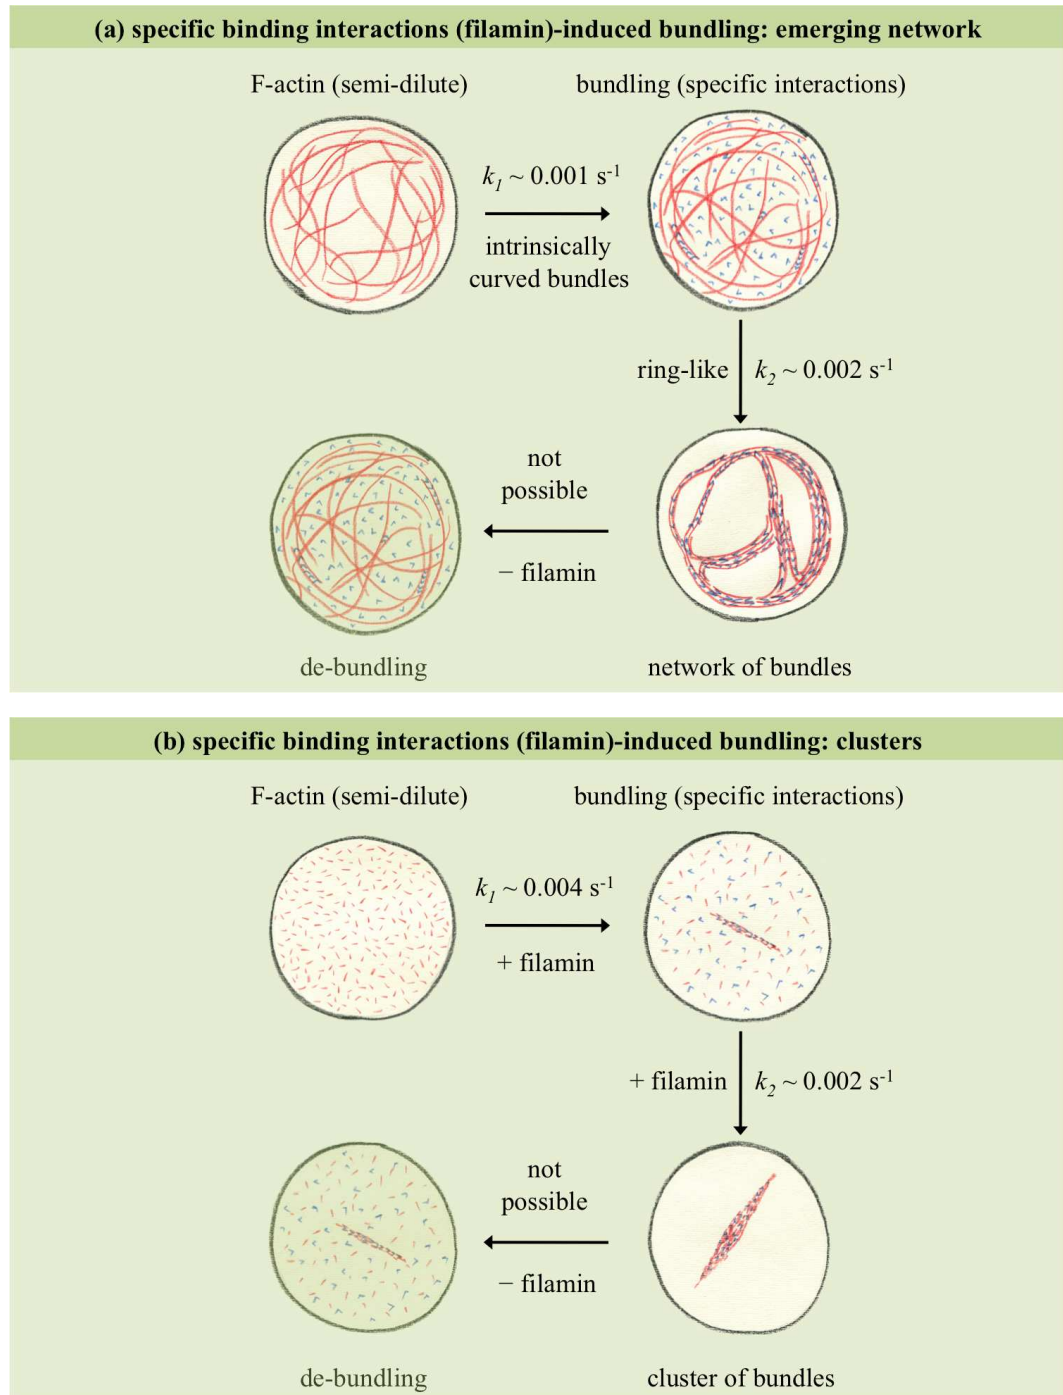 (a) specific binding interactions (filamin)-induced bundling: emerging network
F-actin (semi-dilute)
bundling (specific interactions)
k₁ ~ 0.001 s⁻¹
intrinsically
curved bundles
ring-like
k₂ ~ 0.002 s⁻¹
not
possible
− filamin
de-bundling
network of bundles
(b) specific binding interactions (filamin)-induced bundling: clusters
F-actin (semi-dilute)
bundling (specific interactions)
k₁ ~ 0.004 s⁻¹
+ filamin
+ filamin
k₂ ~ 0.002 s⁻¹
not
possible
− filamin
de-bundling
cluster of bundles